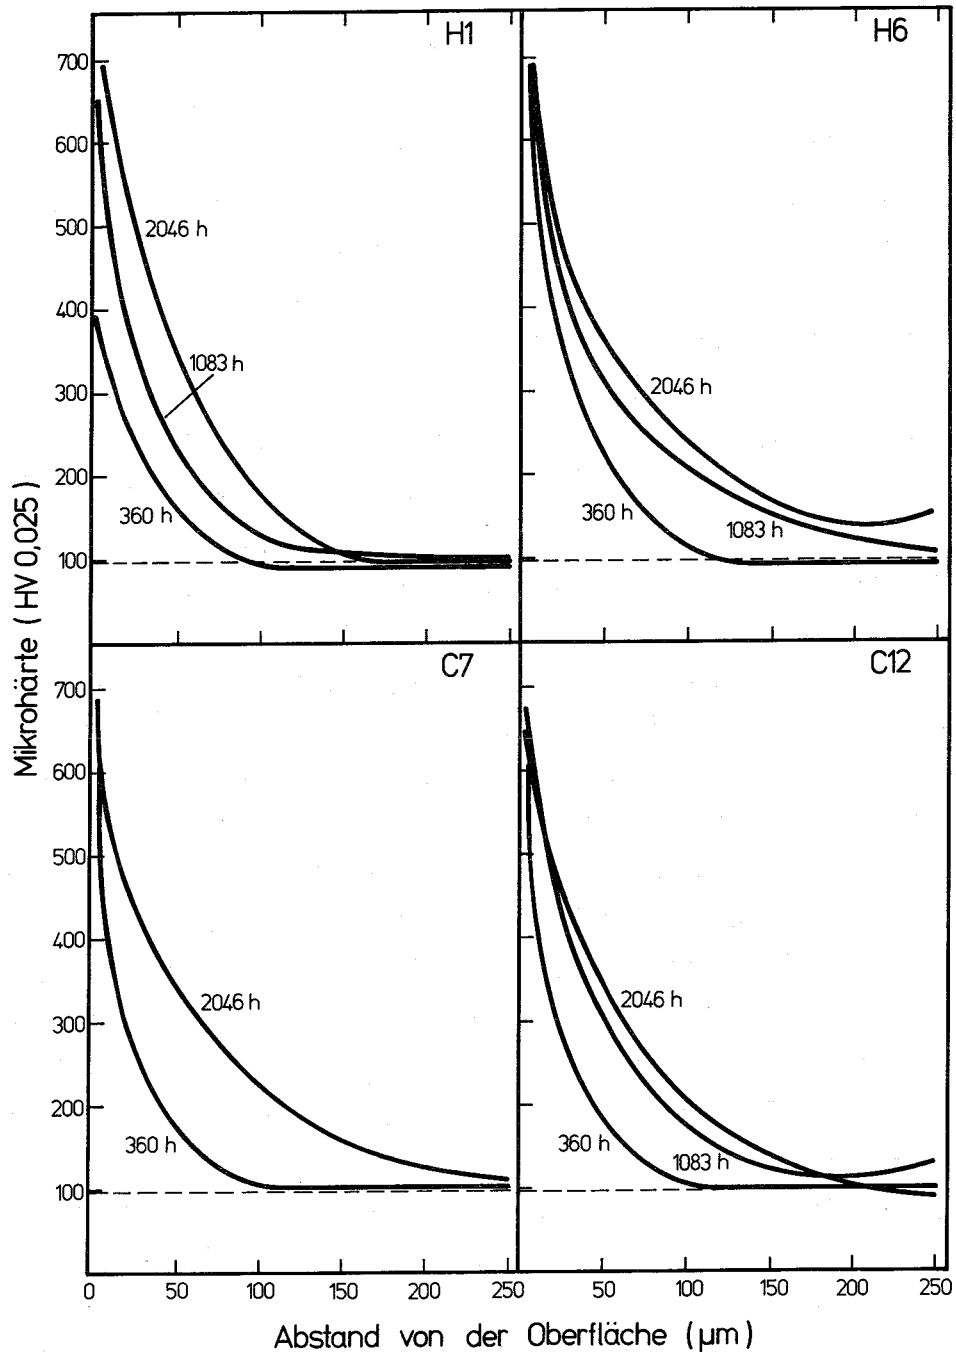 H1
H6
700
600
500
400
300
200
100
2046 h
1083 h
360 h
2046 h
360 h
1083 h
Mikrohärte (HV 0,025)
C7
C12
700
600
500
400
300
200
100
2046 h
360 h
2046 h
360 h
1083 h
0 50 100 150 200 250
50 100 150 200 250
Abstand von der Oberfläche (µm)